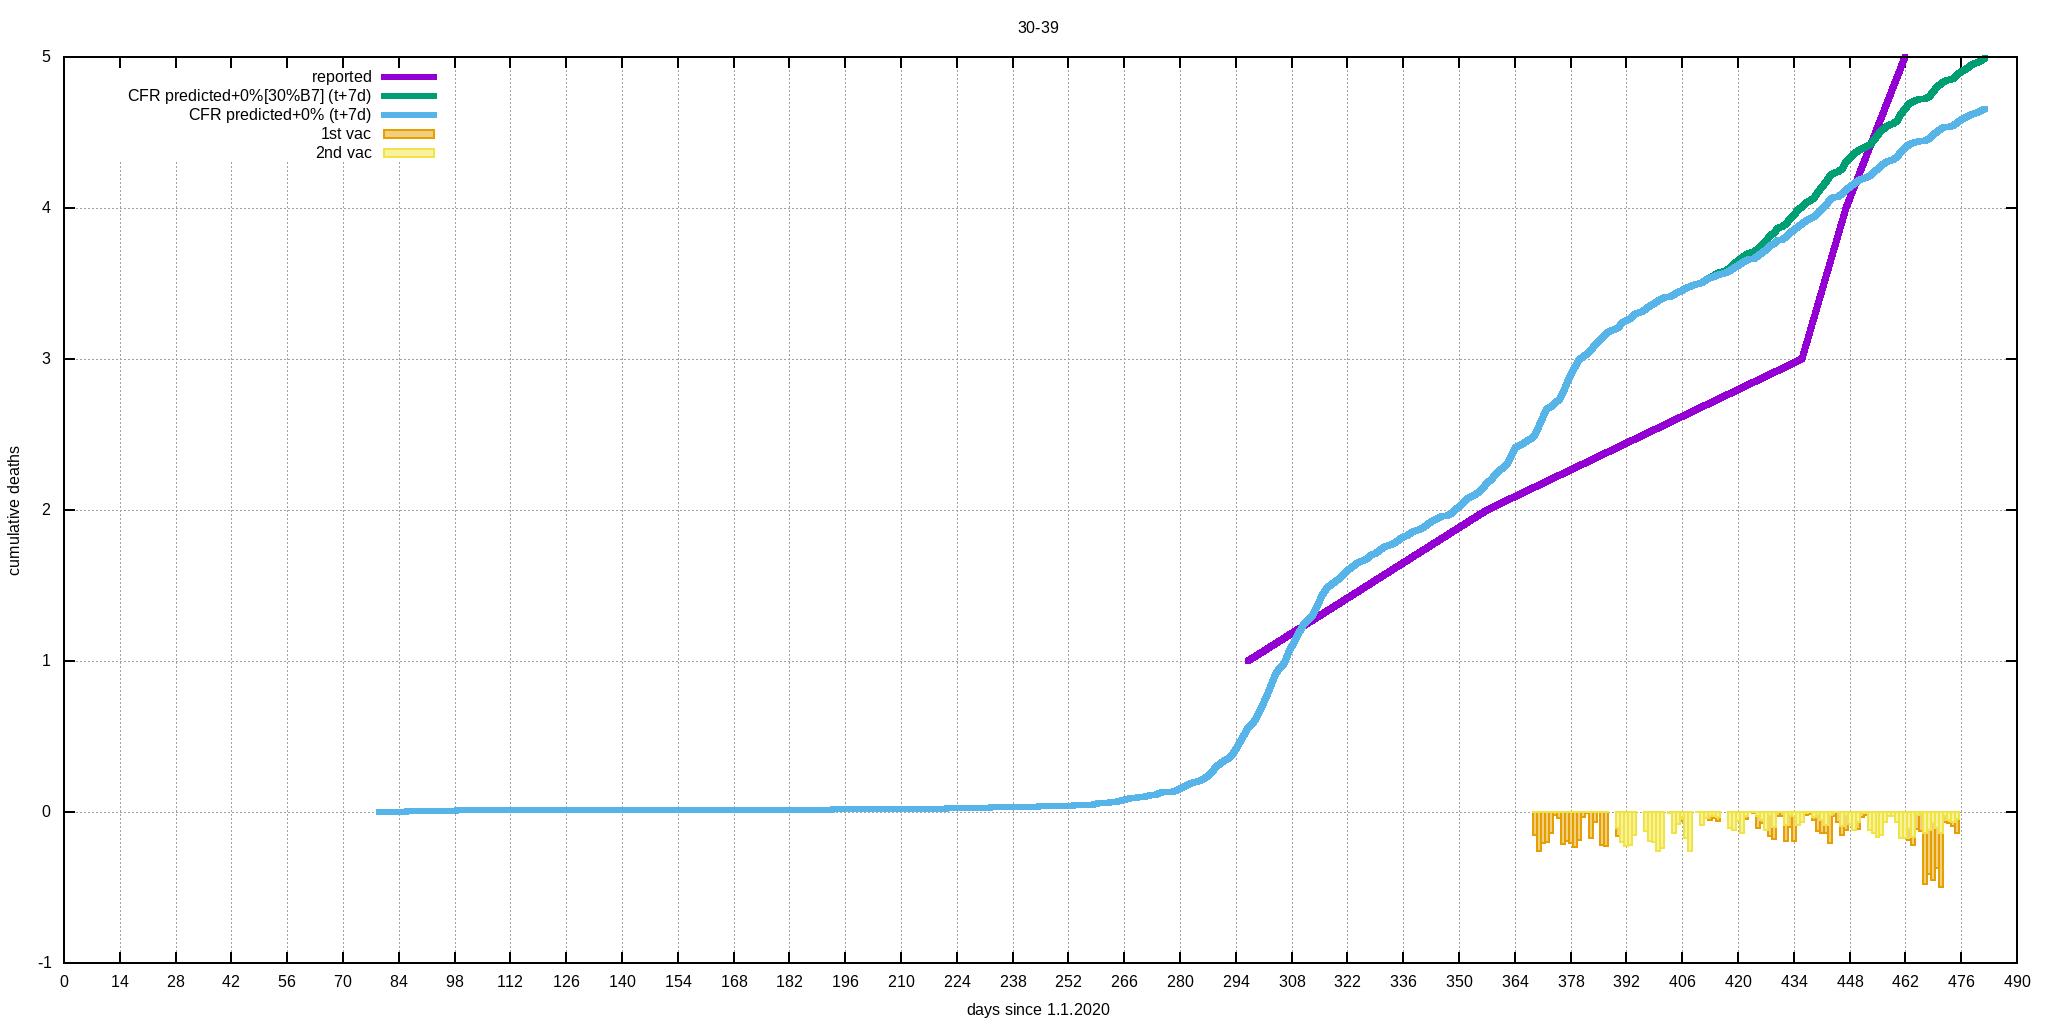 30-39
reported
CFR predicted+0%[30%B7] (t+7d)
CFR predicted+0% (t+7d)
1st vac
2nd vac
5
4
3
2
1
0
-1
cumulative deaths
0 14 28 42 56 70 84 98 112 126 140 154 168 182 196 210 224 238 252 266 280 294 308 322 336 350 364 378 392 406 420 434 448 462 476 490
days since 1.1.2020